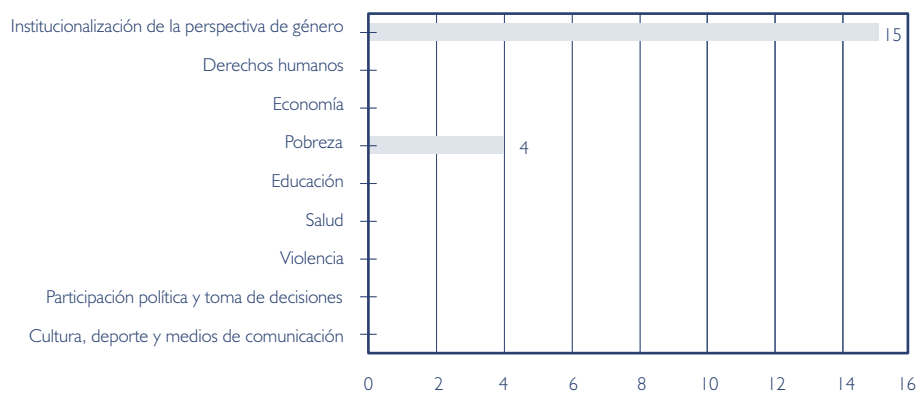 Institucionalización de la perspectiva de género
15
Derechos humanos
Economía
Pobreza
4
Educación
Salud
Violencia
Participación política y toma de decisiones
Cultura, deporte y medios de comunicación
0 2 4 6 8 10 12 14 16